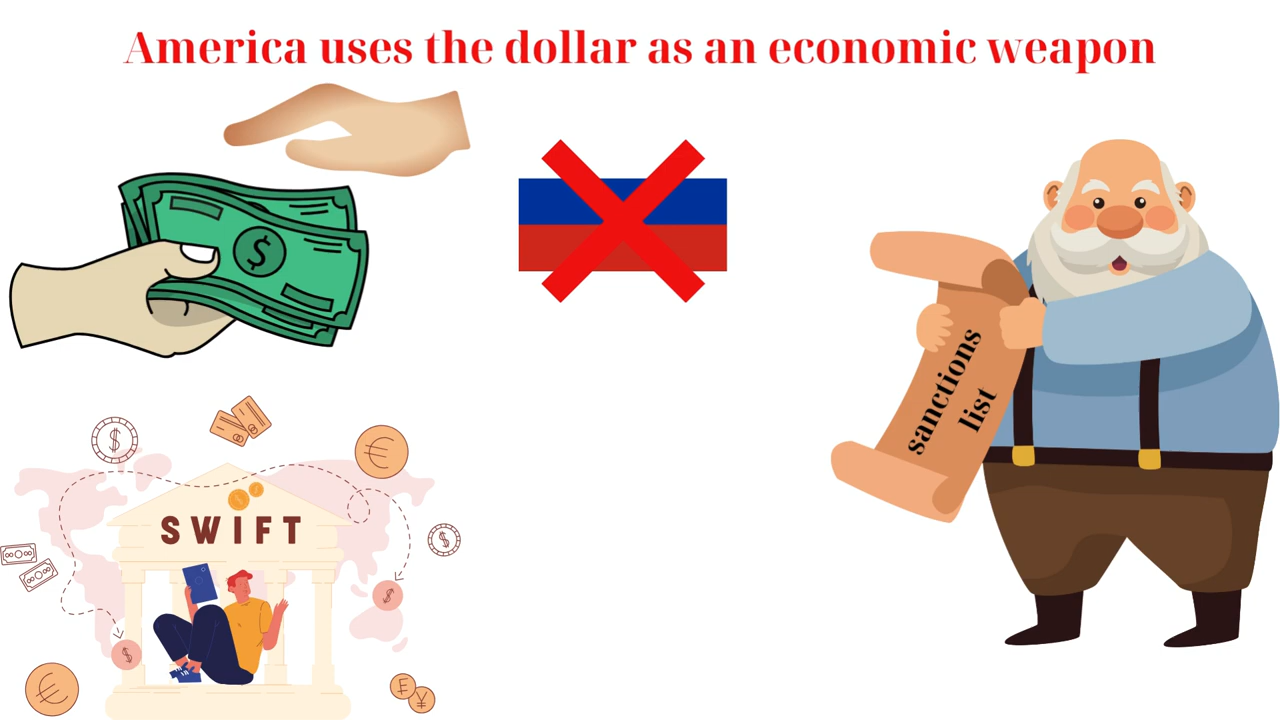 America uses the dollar as an economic weapon
$
sanctions
list
$
€
SWIFT
$
$
$
€
£
¥